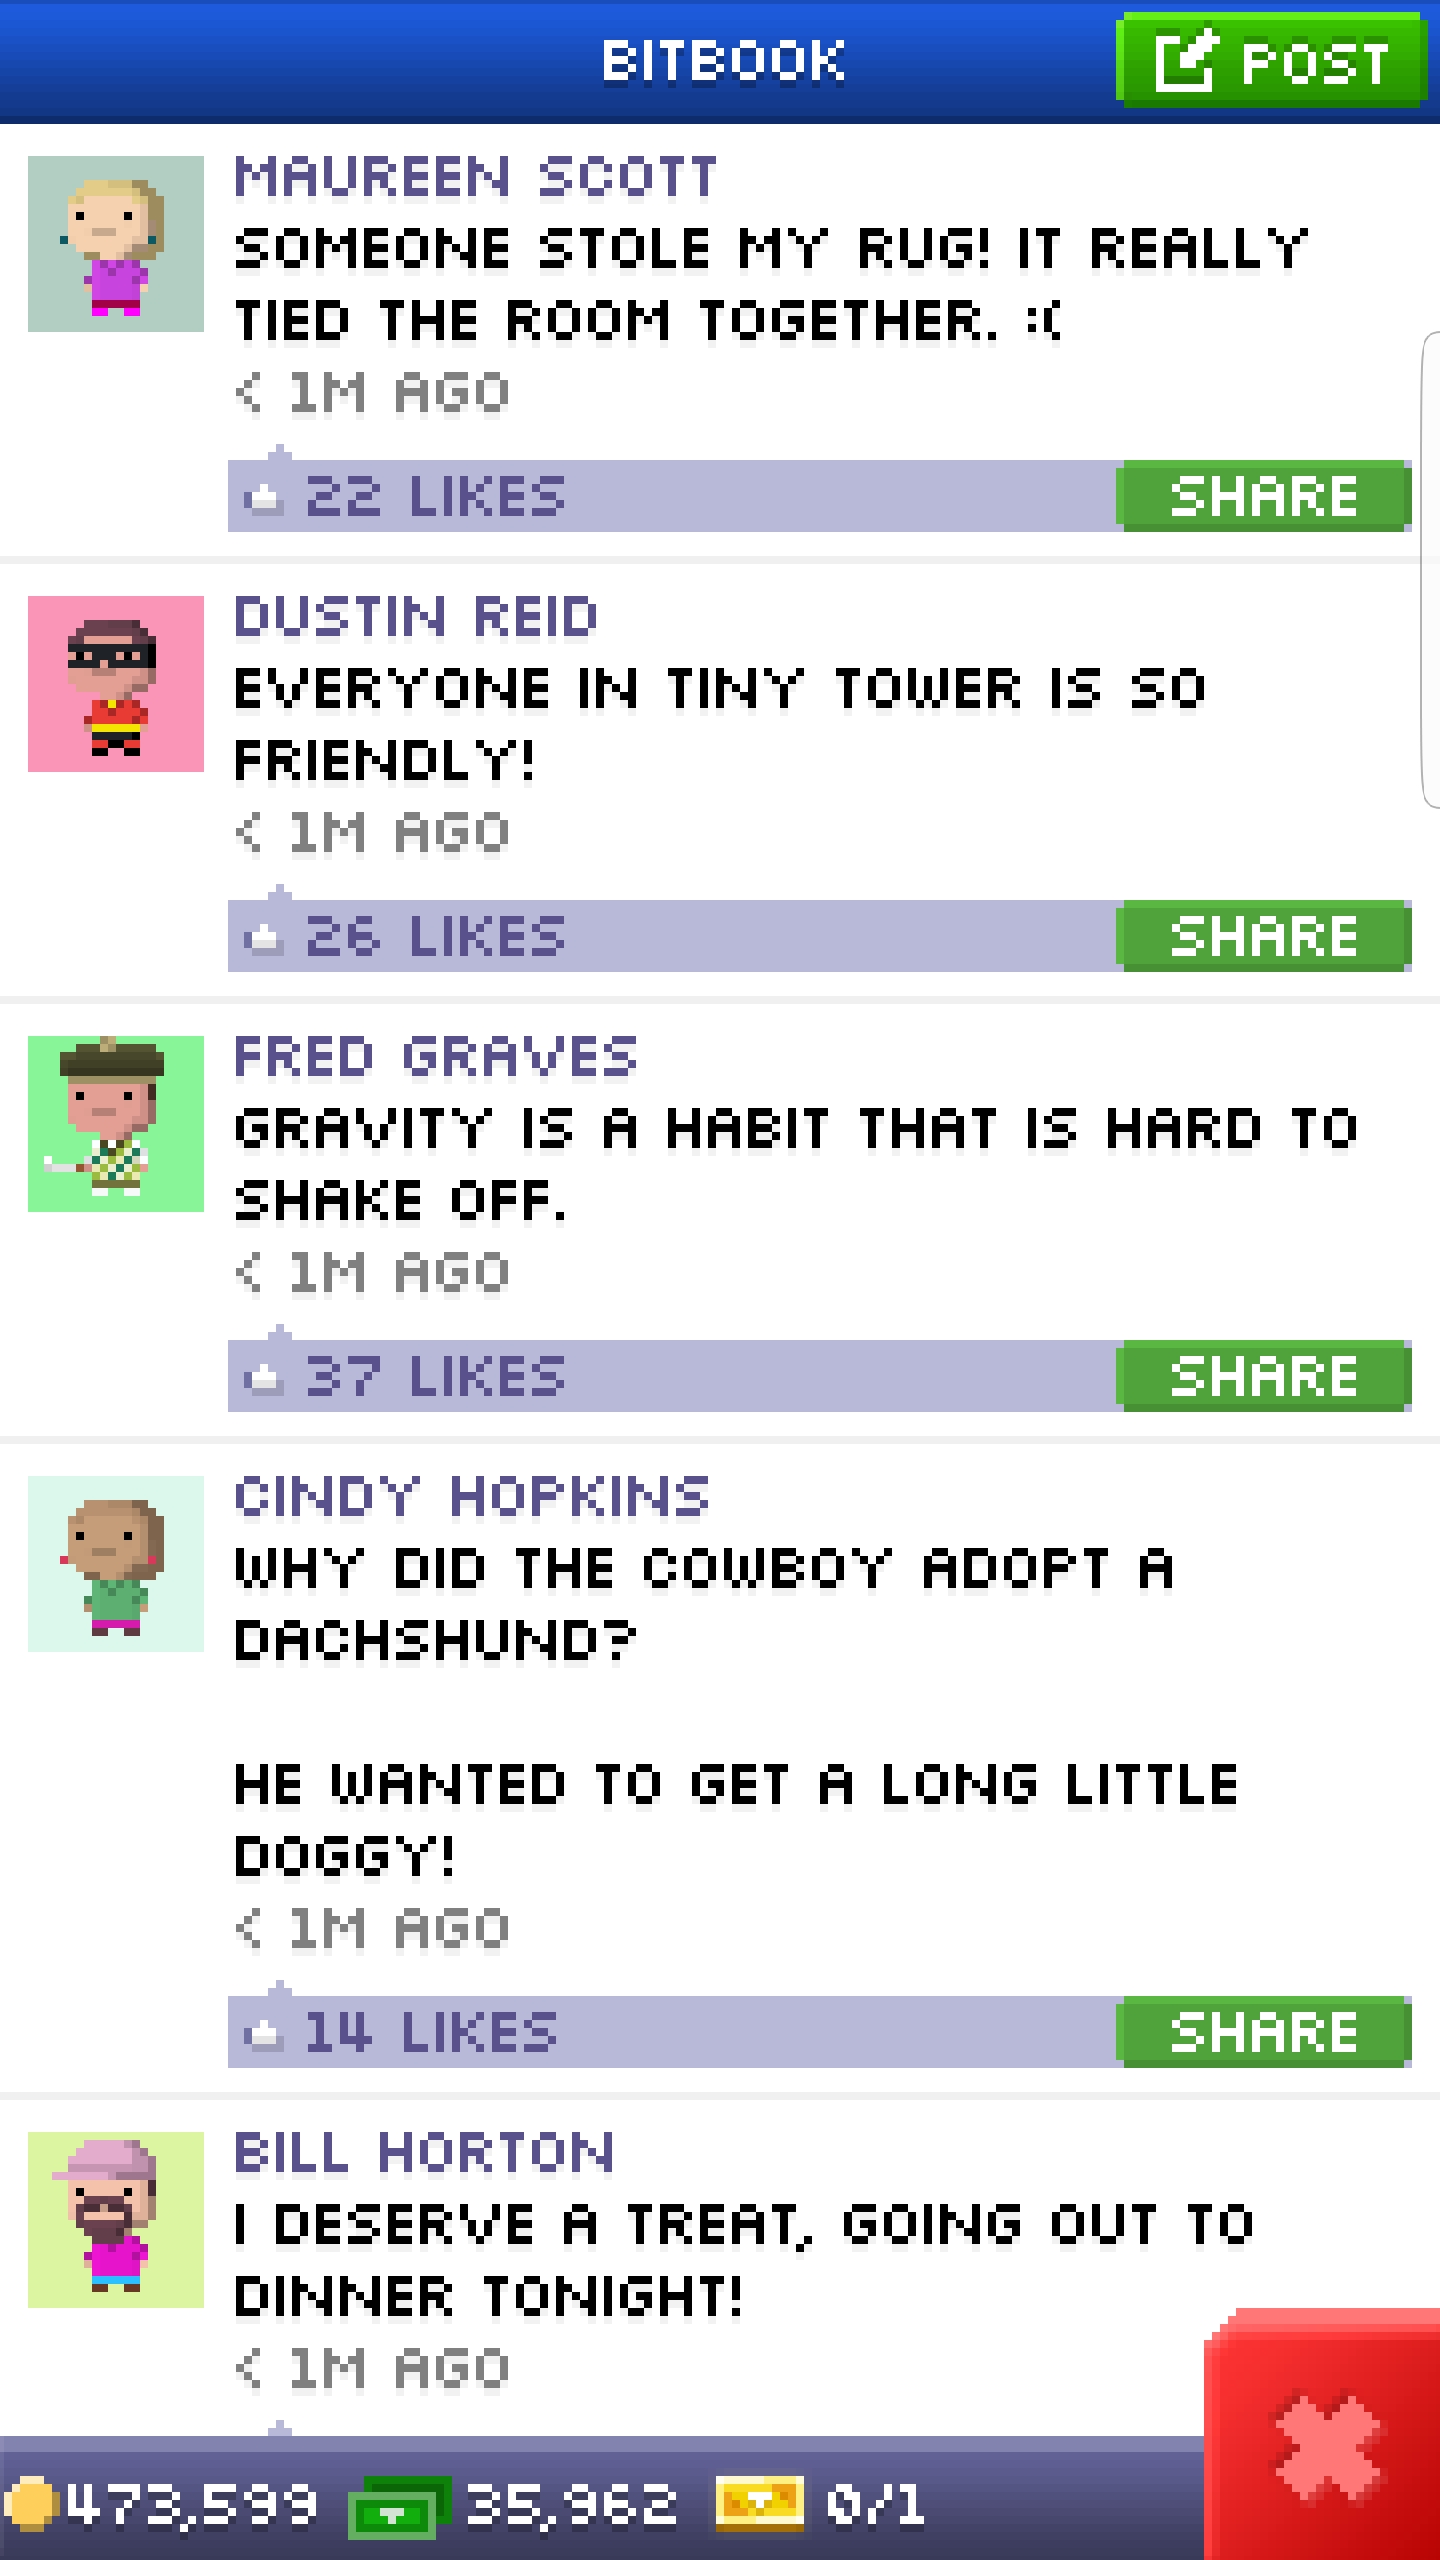 BITBOOK
POST
MAUREEN SCOTT
SOMEONE STOLE MY RUG! IT REALLY
TIED THE ROOM TOGETHER. :(
< 1M AGO
22 LIKES
SHARE
DUSTIN REID
EVERYONE IN TINY TOWER IS SO
FRIENDLY!
< 1M AGO
26 LIKES
SHARE
FRED GRAVES
GRAVITY IS A HABIT THAT IS HARD TO
SHAKE OFF.
< 1M AGO
37 LIKES
SHARE
CINDY HOPKINS
WHY DID THE COWBOY ADOPT A
DACHSHUND?
HE WANTED TO GET A LONG LITTLE
DOGGY!
< 1M AGO
14 LIKES
SHARE
BILL HORTON
I DESERVE A TREAT, GOING OUT TO
DINNER TONIGHT!
< 1M AGO
473,599 35,962 0/1